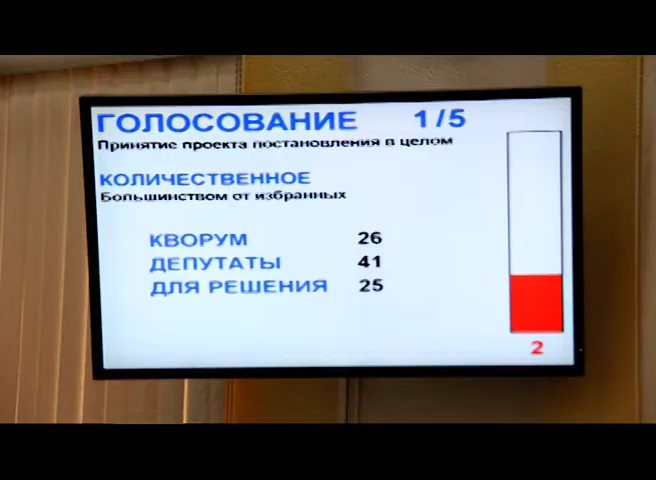 ГОЛОСОВАНИЕ 1/5
Принятие проекта постановления в целом
КОЛИЧЕСТВЕННОЕ
Большинством от избранных
КВОРУМ 26
ДЕПУТАТЫ 41
ДЛЯ РЕШЕНИЯ 25
2